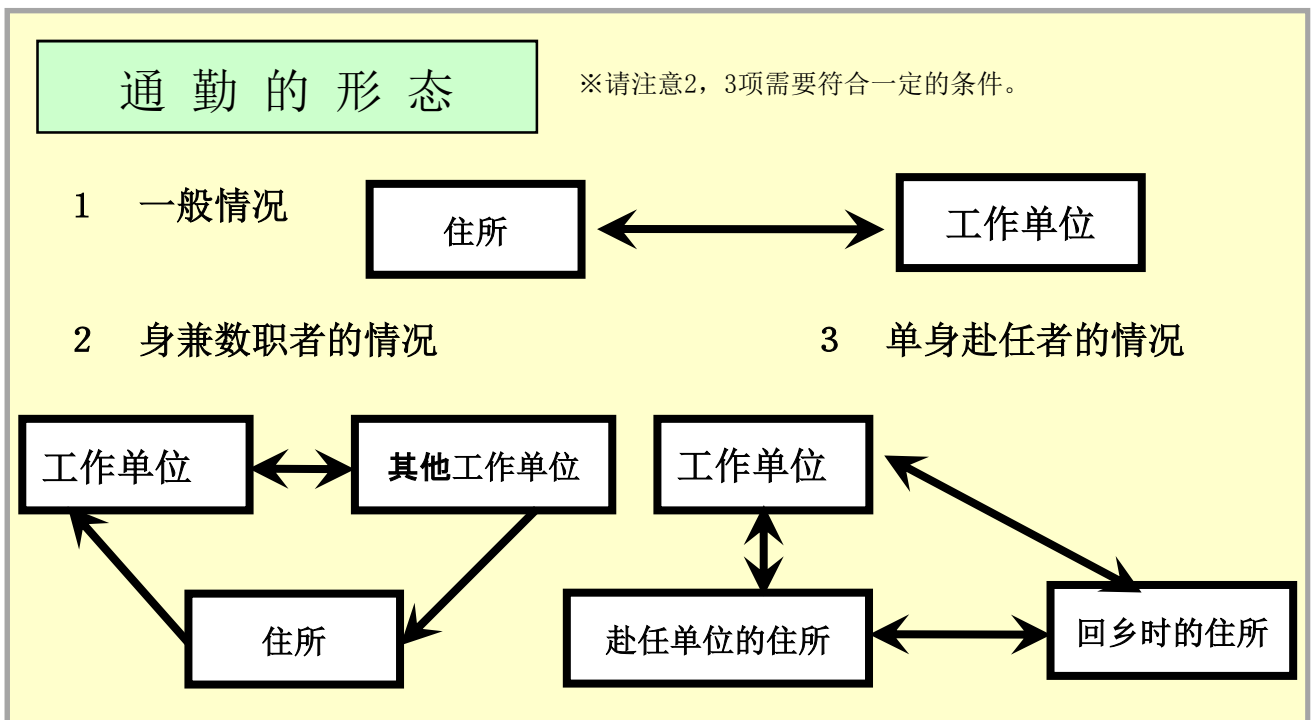 通勤的形态
※请注意2，3项需要符合一定的条件。
1 一般情况
住所
工作单位
2 身兼数职者的情况
3 单身赴任者的情况
工作单位
其他工作单位
工作单位
住所
赴任单位的住所
回乡时的住所